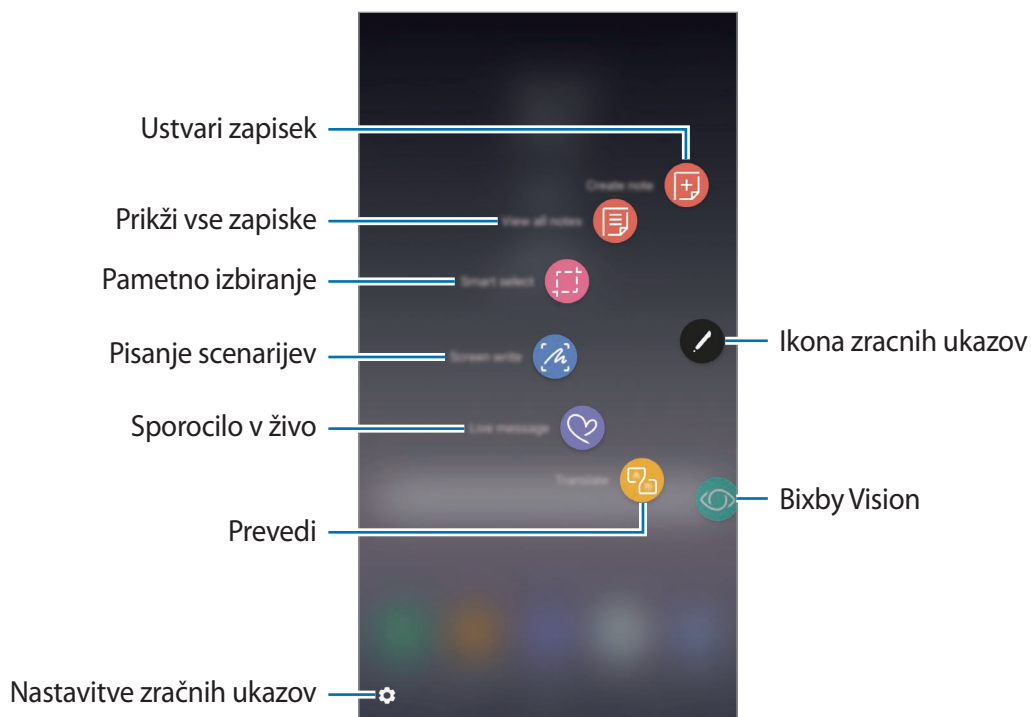 Ustvari zapisek
Create note
Prikži vse zapiske
View all notes
Pametno izbiranje
Smart select
Ikona zracnih ukazov
Pisanje scenarijev
Screen write
Sporocilo v živo
Live message
Translate
Bixby Vision
Prevedi
Nastavitve zračnih ukazov